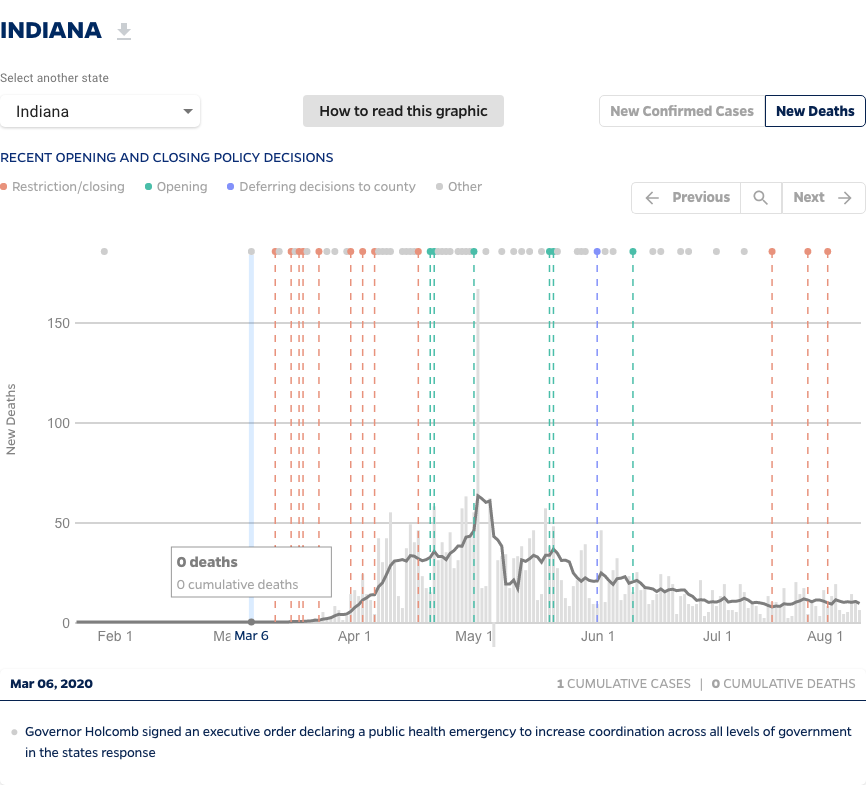 INDIANA
Select another state
Indiana
How to read this graphic
New Confirmed Cases
New Deaths
RECENT OPENING AND CLOSING POLICY DECISIONS
Restriction/closing
Opening
Deferring decisions to county
Other
Previous
Next
150
100
50
0
New Deaths
0 deaths
0 cumulative deaths
Feb 1
Ma
Mar 6
Apr 1
May 1
Jun 1
Jul 1
Aug 1
Mar 06, 2020
1 CUMULATIVE CASES | 0 CUMULATIVE DEATHS
Governor Holcomb signed an executive order declaring a public health emergency to increase coordination across all levels of government
in the states response